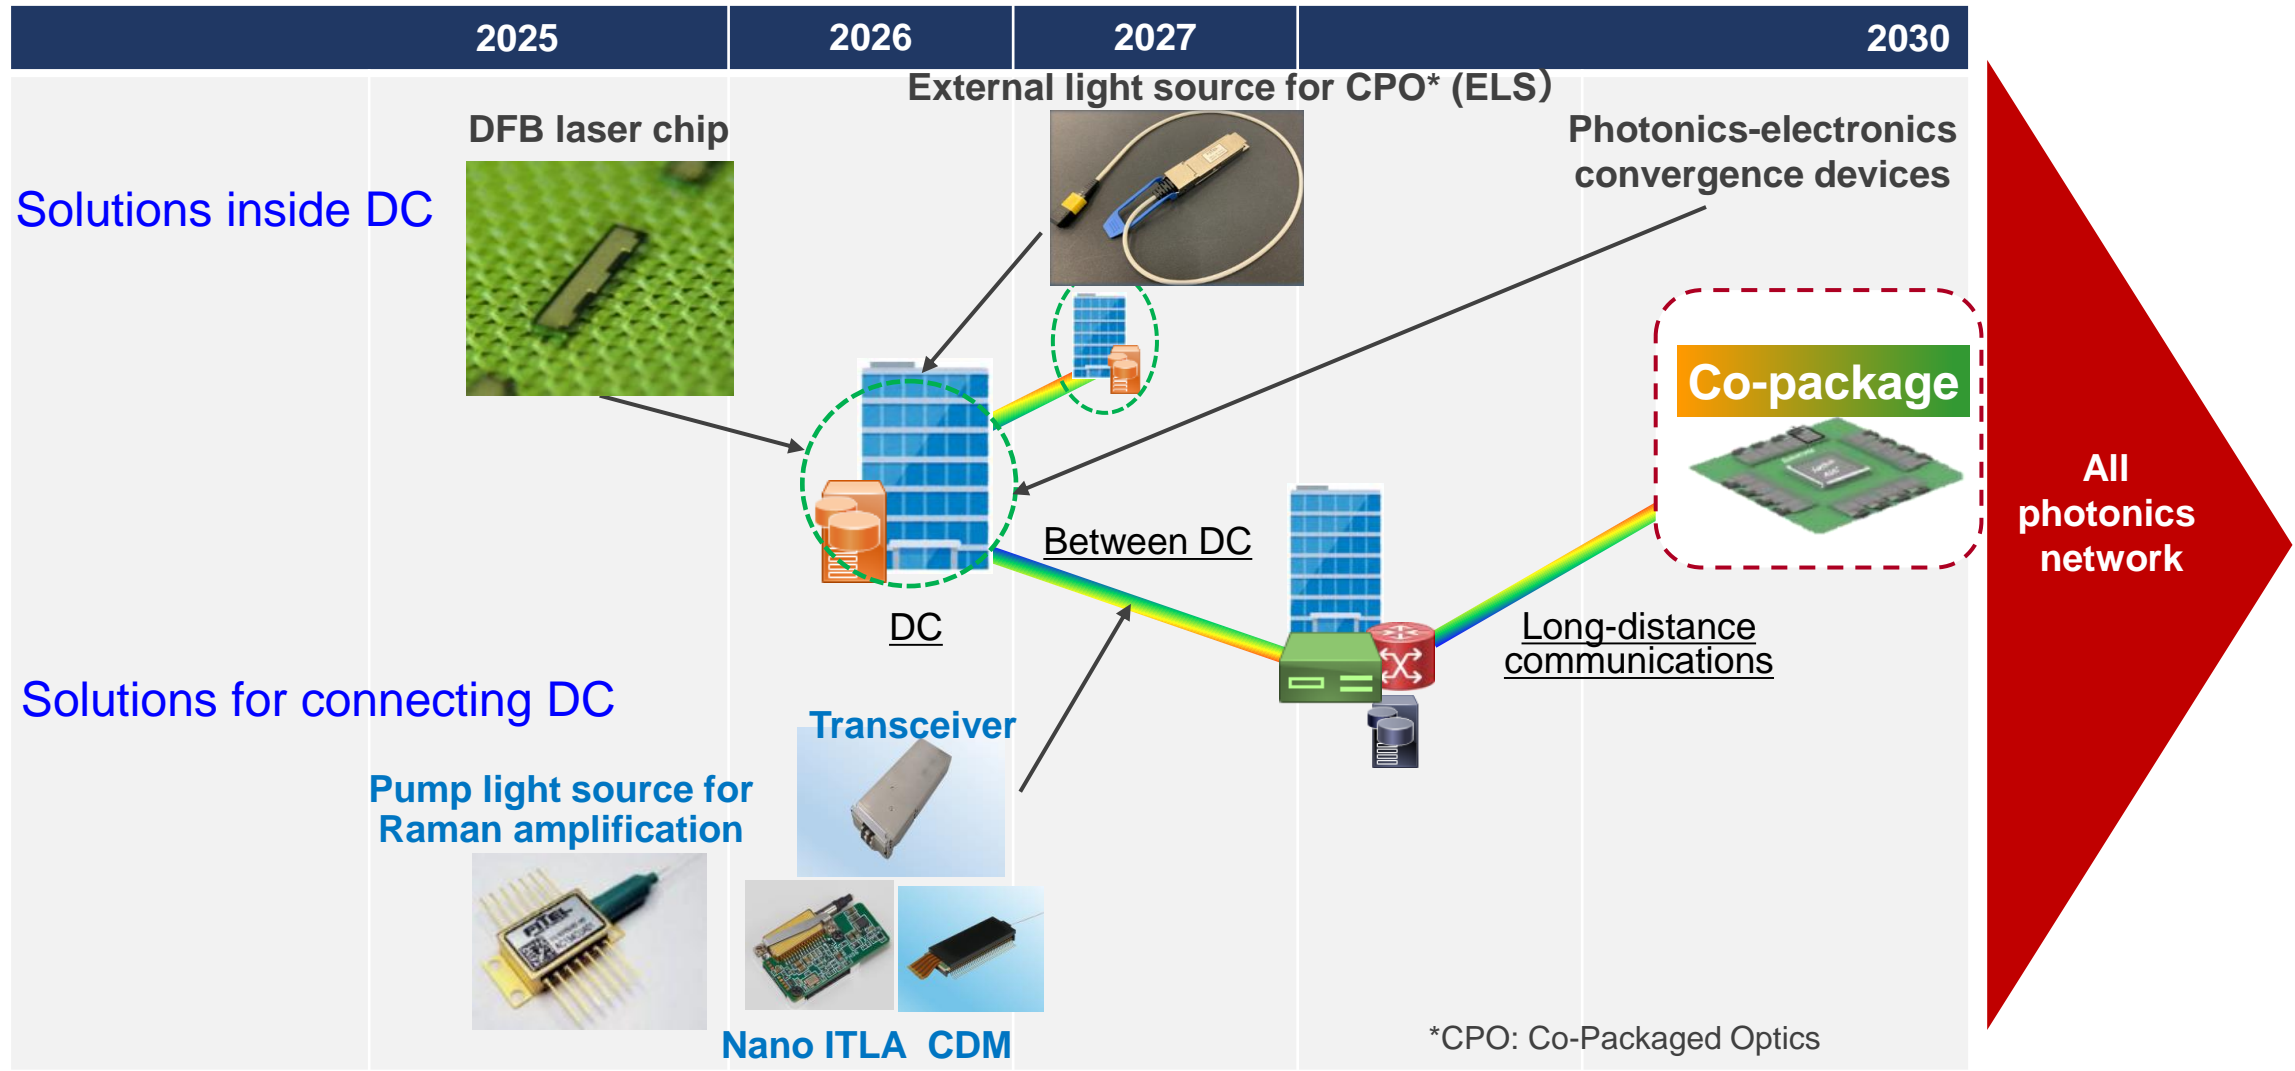 2025
2026
2027
2030
External light source for CPO* (ELS）
DFB laser chip
Photonics-electronics
convergence devices
Solutions inside DC
Co-package
All
photonics
network
Between DC
DC
Long-distance
communications
Solutions for connecting DC
Transceiver
Pump light source for
Raman amplification
FITEL
Nano ITLA CDM
*CPO: Co-Packaged Optics